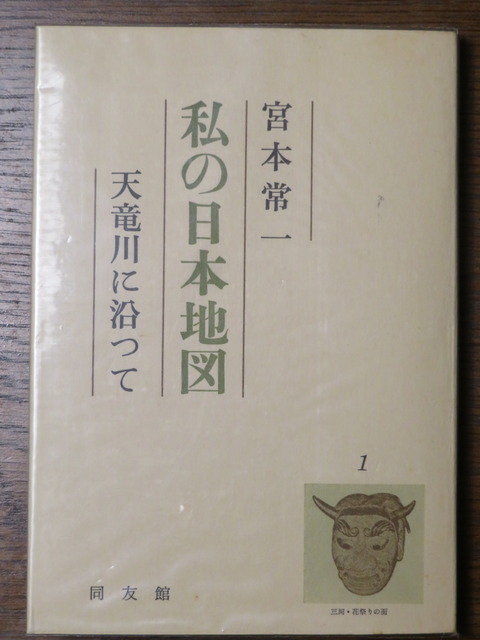 宮本常一
私の日本地図
天竜川に沿つて
1
三河・花祭りの面
同友館